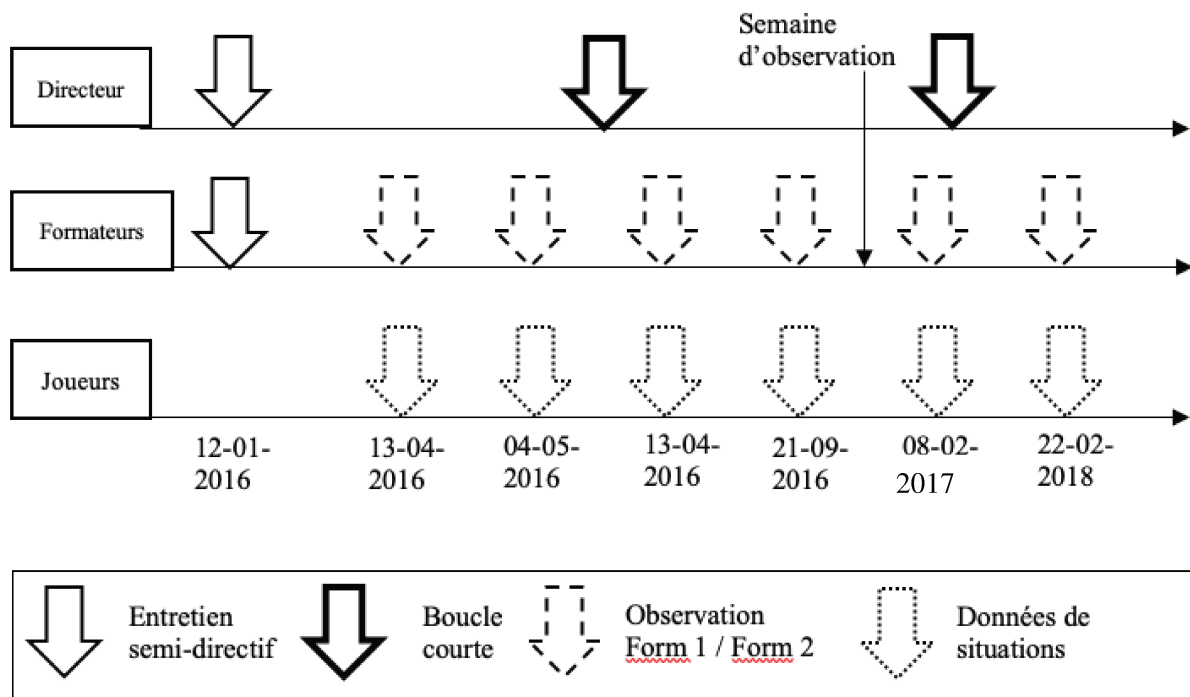 Semaine
d'observation
Directeur
Formateurs
Joueurs
12-01-
2016
13-04-
2016
04-05-
2016
13-04-
2016
21-09-
2016
08-02-
2017
22-02-
2018
Entretien
semi-directif
Boucle
courte
Observation
Form 1 / Form 2
Données de
situations